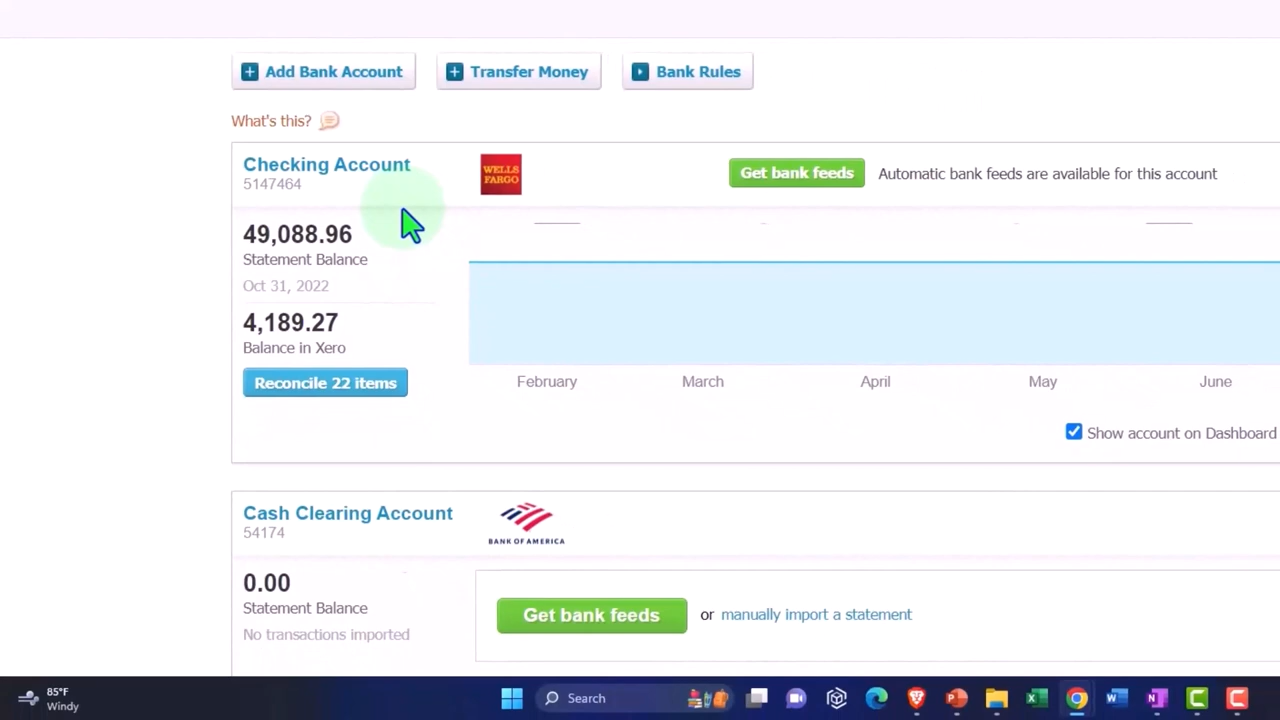 Add Bank Account
Transfer Money
Bank Rules
What's this?
Checking Account
5147464
WELLS
FARGO
Get bank feeds
Automatic bank feeds are available for this account
49,088.96
Statement Balance
Oct 31, 2022
4,189.27
Balance in Xero
Reconcile 22 items
February March April May June
Show account on Dashboard
Cash Clearing Account
54174
BANK OF AMERICA
0.00
Statement Balance
No transactions imported
Get bank feeds or manually import a statement
85°F
Windy
Search